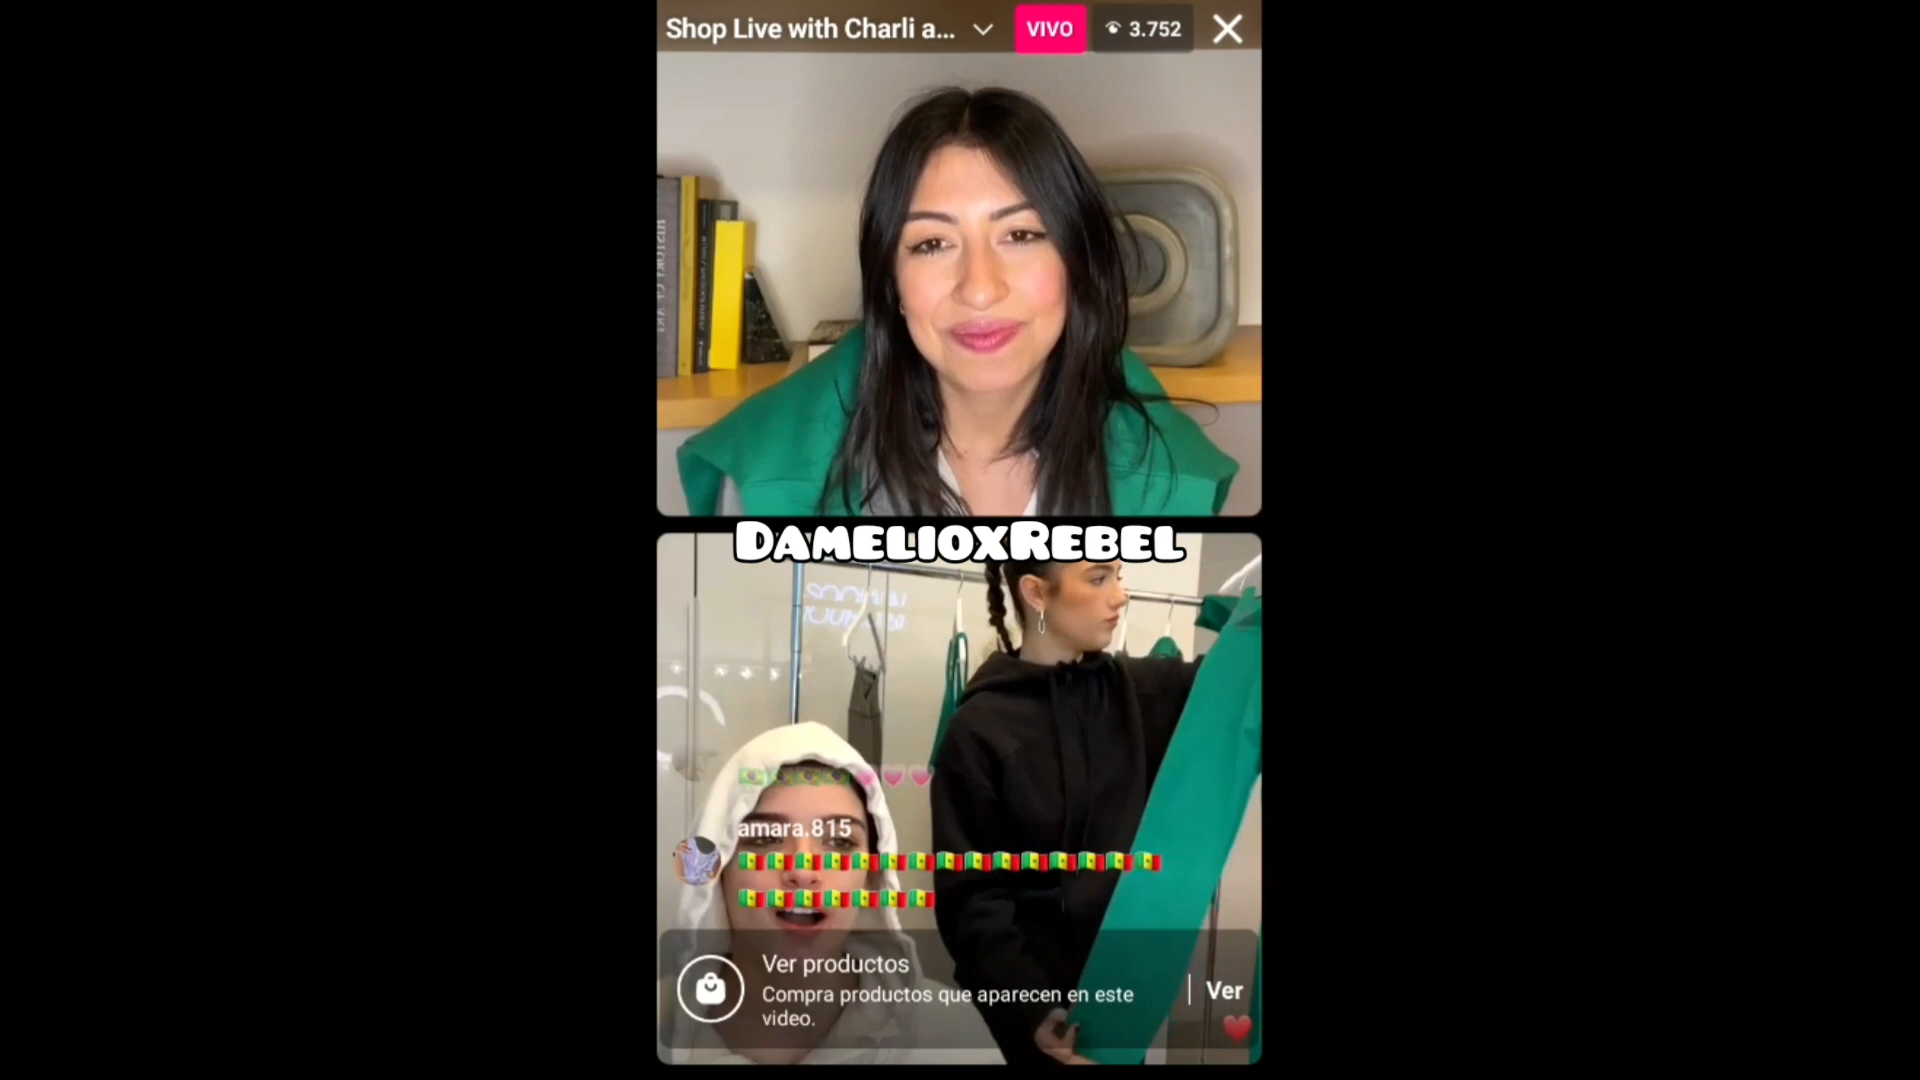 Shop Live with Charli a...
VIVO
3.752
DamelioxRebel
amara.815
Ver productos
Compra productos que aparecen en este
video.
Ver